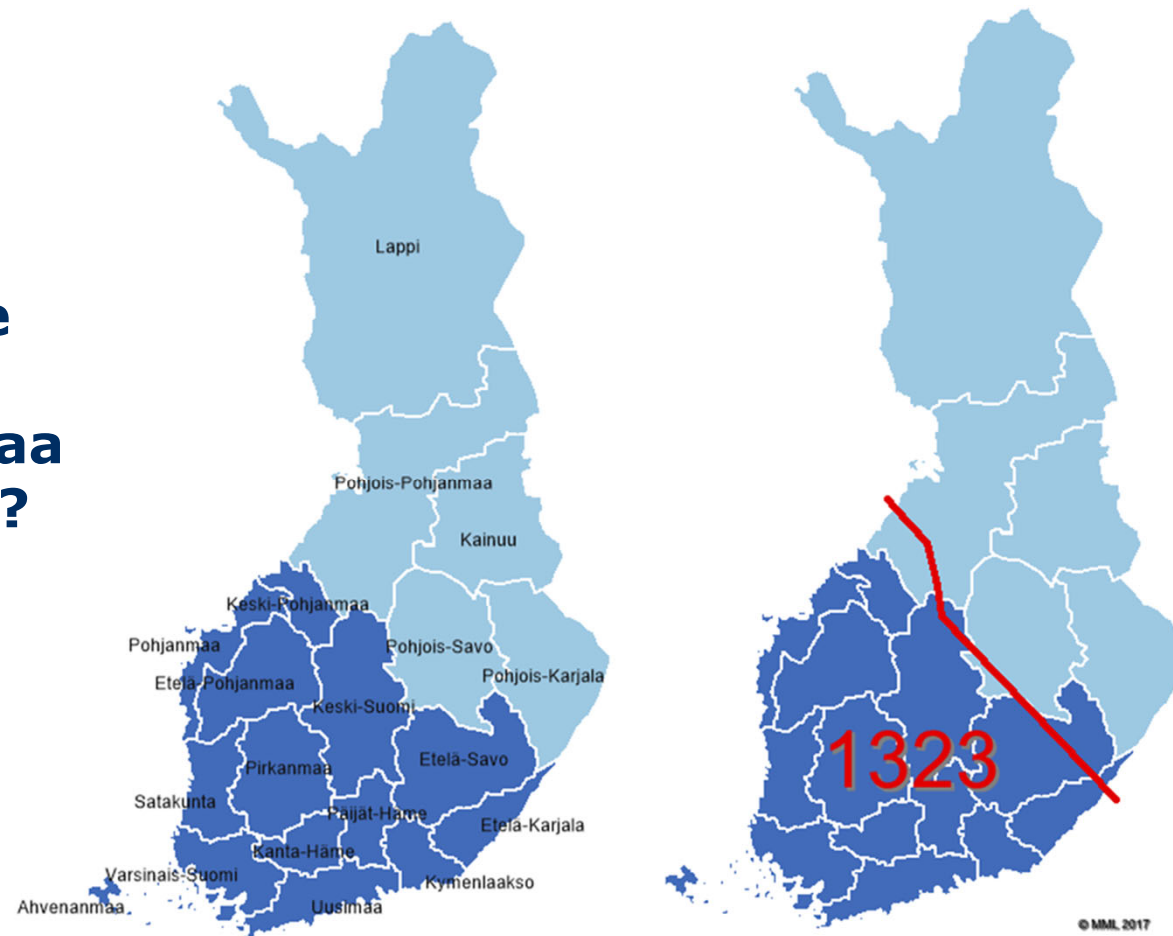 e
aa
?
Lappi
Pohjois-Pohjanmaa
Kainuu
Keski-Pohjanmaa
Pohjanmaa
Pohjois-Savo
Etelä-Pohjanmaa
Pohjois-Karjala
Keski-Suomi
Etelä-Savo
Pirkanmaa
Satakunta
Päijät-Häme
Etelä-Karjala
Kanta-Häme
Varsinais-Suomi
Kymenlaakso
Ahvenanmaa
Uusimaa
1323
© MML 2017